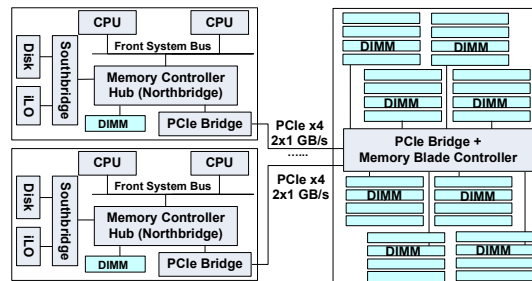 CPU
CPU
Front System Bus
Disk
iLO
Southbridge
Memory Controller
Hub (Northbridge)
DIMM
PCIe Bridge
CPU
CPU
Front System Bus
Disk
iLO
Southbridge
Memory Controller
Hub (Northbridge)
DIMM
PCIe Bridge
PCIe x4
2x1 GB/s
......
PCIe x4
2x1 GB/s
DIMM
DIMM
DIMM
DIMM
PCIe Bridge +
Memory Blade Controller
DIMM
DIMM
DIMM
DIMM